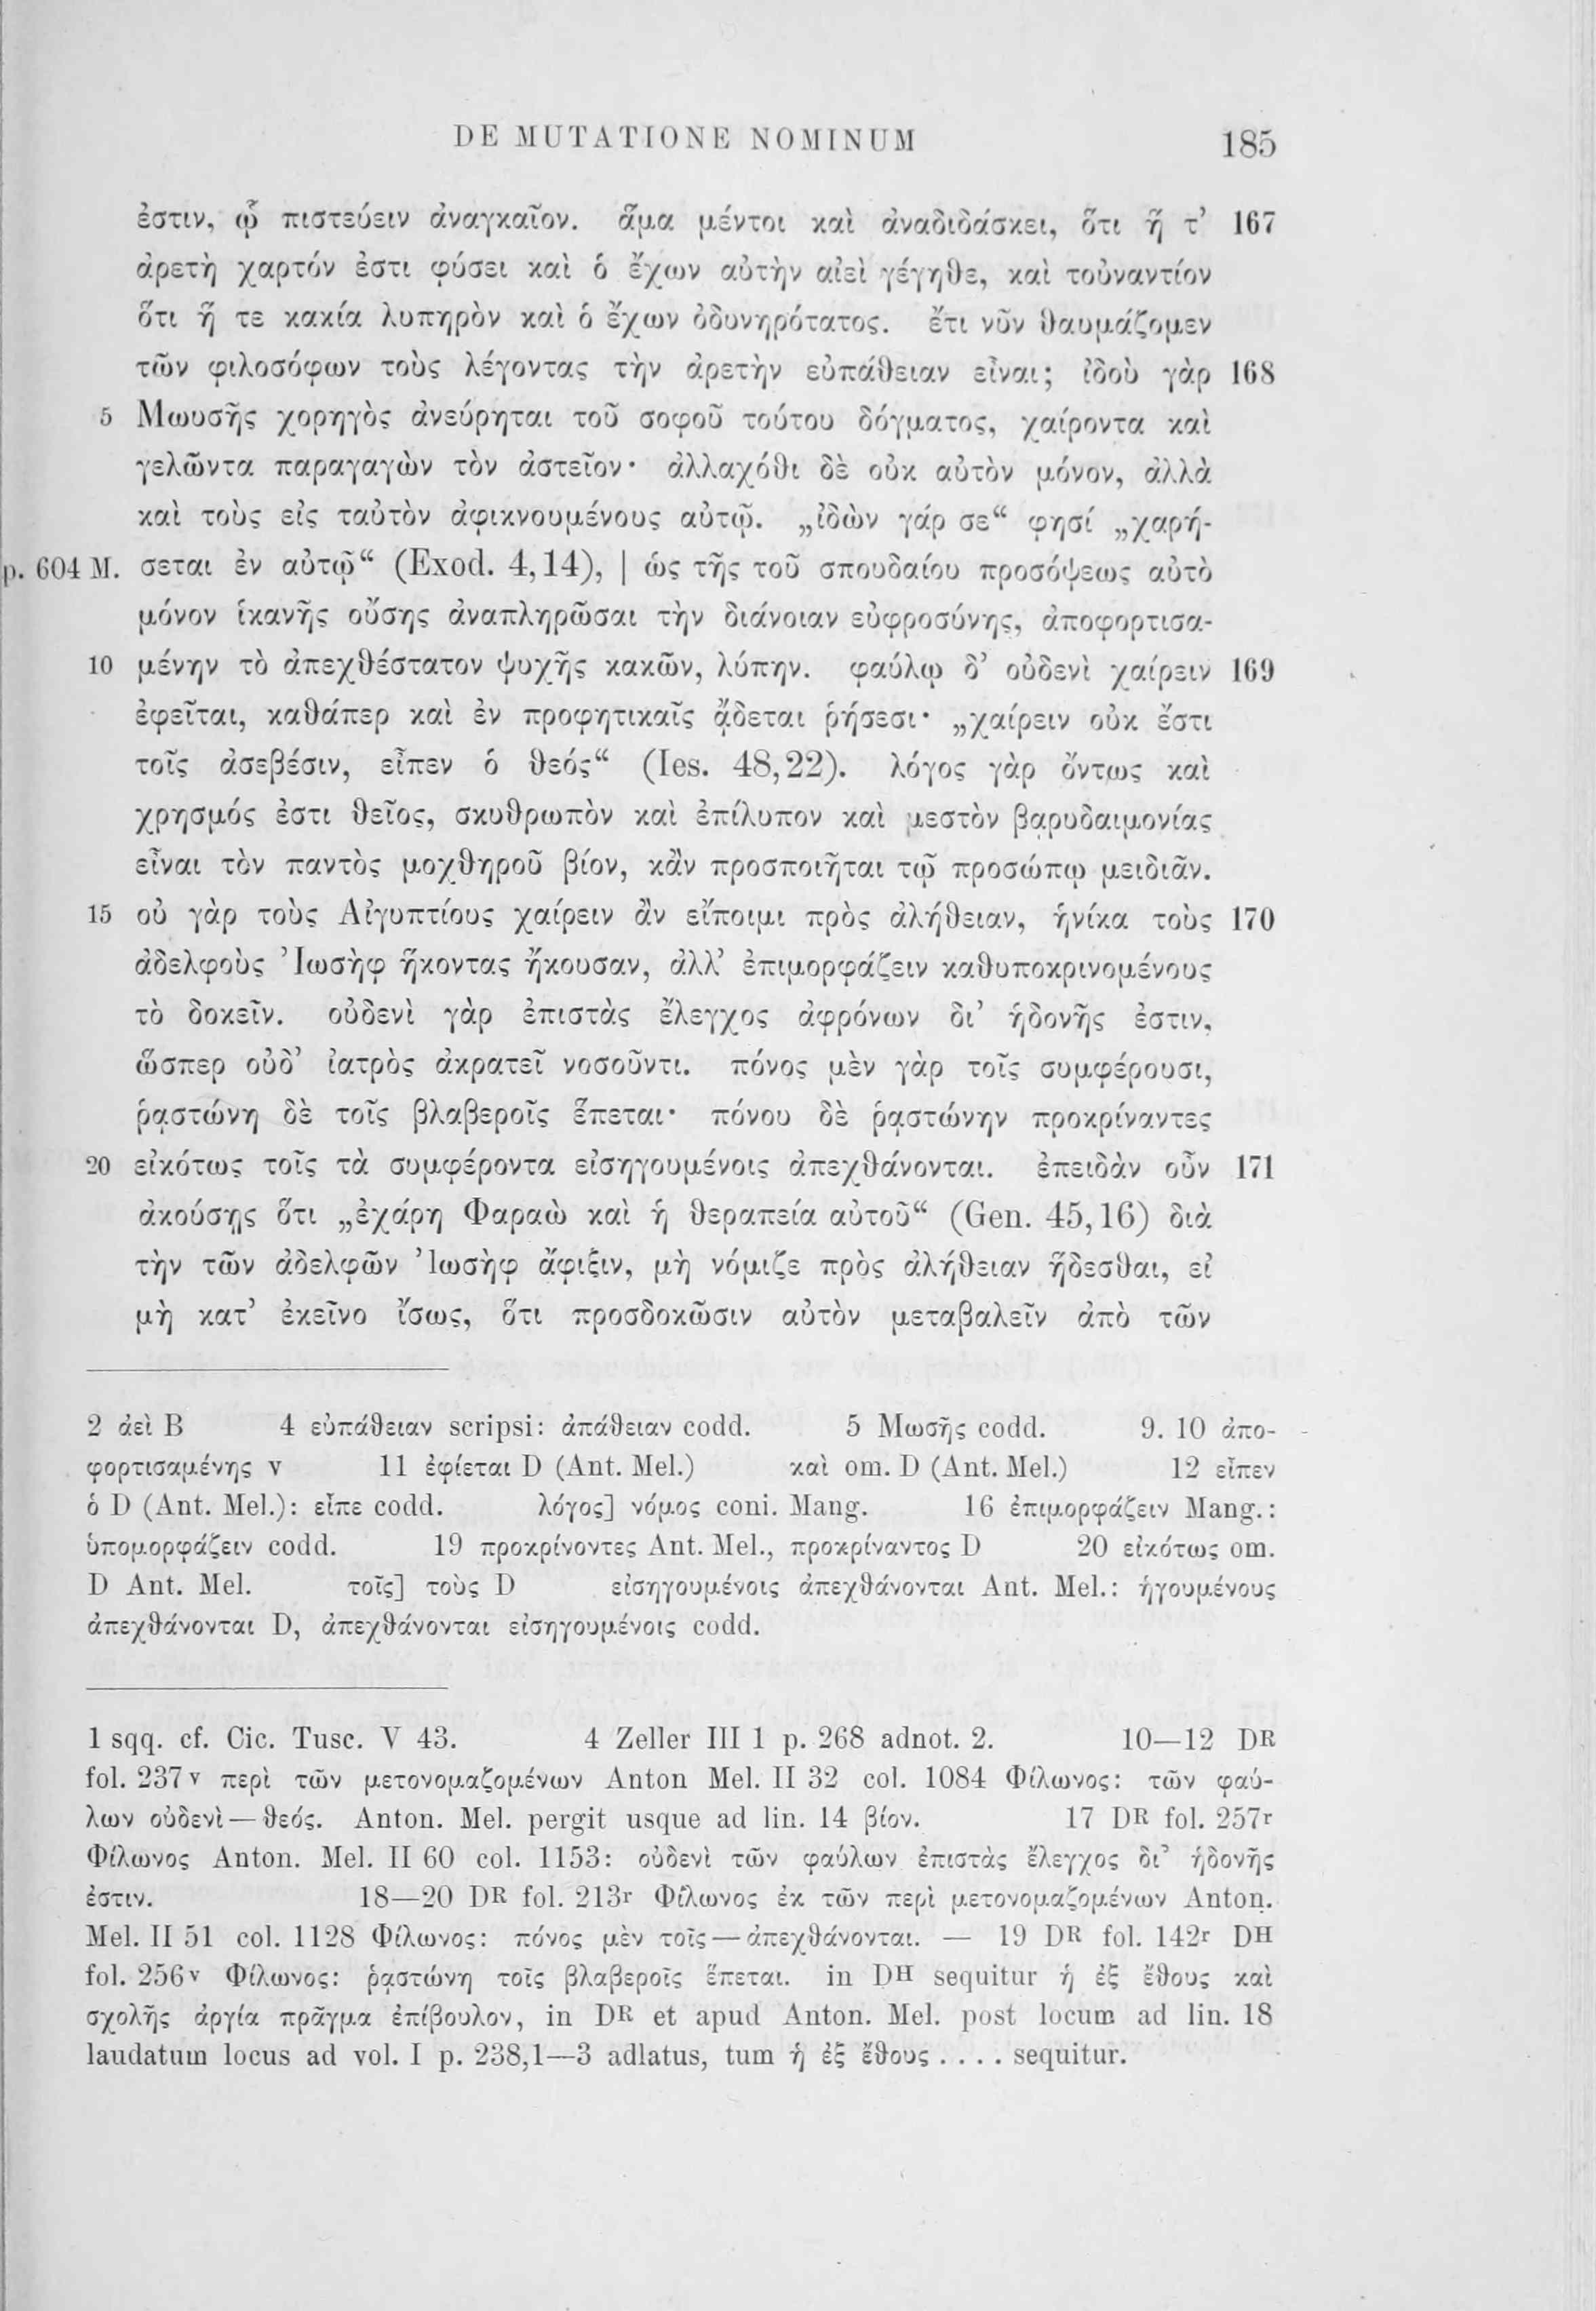 DE MUTATIONE NOMINUM 185
ἐστιν, ᾧ πιστεύειν ἀναγκαῖον. ἅμα μέντοι καὶ ἀναδιδάσκει, ὅτι ἥ τ’ 167
ἀρετὴ χαρτόν ἐστι φύσει καὶ ὁ ἔχων αὐτὴν αἰεὶ γέγηθε, καὶ τοὐναντίον
ὅτι ἥ τε κακία λυπηρὸν καὶ ὁ ἔχων ὀδυνηρότατος. ἔτι νῦν θαυμάζομεν
τῶν φιλοσόφων τοὺς λέγοντας τὴν ἀρετὴν εὐπάθειαν εἶναι; ἰδοὺ γὰρ 168
5 Μωυσῆς χορηγὸς ἀνεύρηται τοῦ σοφοῦ τούτου δόγματος, χαίροντα καὶ
γελῶντα παραγαγὼν τὸν ἀστεῖον· ἀλλαχόθι δὲ οὐκ αὐτὸν μόνον, ἀλλὰ
καὶ τοὺς εἰς ταὐτὸν ἀφικνουμένους αὐτῷ. „ἰδὼν γάρ σε“ φησί „χαρή-
p. 604 M. σεται ἐν αὐτῷ“ (Exod. 4,14), | ὡς τῆς τοῦ σπουδαίου προσόψεως αὐτὸ
μόνον ἱκανῆς οὔσης ἀναπληρῶσαι τὴν διάνοιαν εὐφροσύνης, ἀποφορτισα-
10 μένην τὸ ἀπεχθέστατον ψυχῆς κακῶν, λύπην. φαύλῳ δ’ οὐδενὶ χαίρειν 169
ἐφεῖται, καθάπερ καὶ ἐν προφητικαῖς ᾄδεται ῥήσεσι· „χαίρειν οὐκ ἔστι
τοῖς ἀσεβέσιν, εἶπεν ὁ θεός“ (Ies. 48,22). λόγος γὰρ ὄντως καὶ
χρησμός ἐστι θεῖος, σκυθρωπὸν καὶ ἐπίλυπον καὶ μεστὸν βαρυδαιμονίας
εἶναι τὸν παντὸς μοχθηροῦ βίον, κἂν προσποιῆται τῷ προσώπῳ μειδιᾶν.
15 οὐ γὰρ τοὺς Αἰγυπτίους χαίρειν ἂν εἴποιμι πρὸς ἀλήθειαν, ἡνίκα τοὺς 170
ἀδελφοὺς Ἰωσὴφ ἥκοντας ἤκουσαν, ἀλλ’ ἐπιμορφάζειν καθυποκρινομένους
τὸ δοκεῖν. οὐδενὶ γὰρ ἐπιστὰς ἔλεγχος ἀφρόνων δι’ ἡδονῆς ἐστιν,
ὥσπερ οὐδ’ ἰατρὸς ἀκρατεῖ νοσοῦντι. πόνος μὲν γὰρ τοῖς συμφέρουσι,
ῥᾳστώνη δὲ τοῖς βλαβεροῖς ἕπεται· πόνου δὲ ῥᾳστώνην προκρίναντες
20 εἰκότως τοῖς τὰ συμφέροντα εἰσηγουμένοις ἀπεχθάνονται. ἐπειδὰν οὖν 171
ἀκούσῃς ὅτι „ἐχάρη Φαραὼ καὶ ἡ θεραπεία αὐτοῦ“ (Gen. 45,16) διὰ
τὴν τῶν ἀδελφῶν Ἰωσὴφ ἄφιξιν, μὴ νόμιζε πρὸς ἀλήθειαν ἥδεσθαι, εἰ
μὴ κατ’ ἐκεῖνο ἴσως, ὅτι προσδοκῶσιν αὐτὸν μεταβαλεῖν ἀπὸ τῶν
2 ἀεὶ B 4 εὐπάθειαν scripsi: ἀπάθειαν codd. 5 Μωσῆς codd. 9. 10 ἀπο-
φορτισαμένης v 11 ἐφίεται D (Ant. Mel.) καὶ om. D (Ant. Mel.) 12 εἶπεν
ὁ D (Ant. Mel.): εἶπε codd. λόγος] νόμος coni. Mang. 16 ἐπιμορφάζειν Mang.:
ὑπομορφάζειν codd. 19 προκρίνοντες Ant. Mel., προκρίναντος D 20 εἰκότως om.
D Ant. Mel. τοῖς] τοὺς D εἰσηγουμένοις ἀπεχθάνονται Ant. Mel.: ἡγουμένους
ἀπεχθάνονται D, ἀπεχθάνονται εἰσηγουμένοις codd.
1 sqq. cf. Cic. Tusc. V 43. 4 Zeller III 1 p. 268 adnot. 2. 10—12 DR
fol. 237v περὶ τῶν μετονομαζομένων Anton Mel. II 32 col. 1084 Φίλωνος: τῶν φαύ-
λων οὐδενὶ — θεός. Anton. Mel. pergit usque ad lin. 14 βίον. 17 DR fol. 257r
Φίλωνος Anton. Mel. II 60 col. 1153: οὐδενὶ τῶν φαύλων ἐπιστὰς ἔλεγχος δι’ ἡδονῆς
ἐστιν. 18—20 DR fol. 213r Φίλωνος ἐκ τῶν περὶ μετονομαζομένων Anton.
Mel. II 51 col. 1128 Φίλωνος: πόνος μὲν τοῖς — ἀπεχθάνονται. — 19 DR fol. 142r DH
fol. 256v Φίλωνος: ῥᾳστώνη τοῖς βλαβεροῖς ἕπεται. in DH sequitur ἡ ἐξ ἔθους καὶ
σχολῆς ἀργία πρᾶγμα ἐπίβουλον, in DR et apud Anton. Mel. post locum ad lin. 18
laudatum locus ad vol. I p. 238,1—3 adlatus, tum ἡ ἐξ ἔθους .... sequitur.